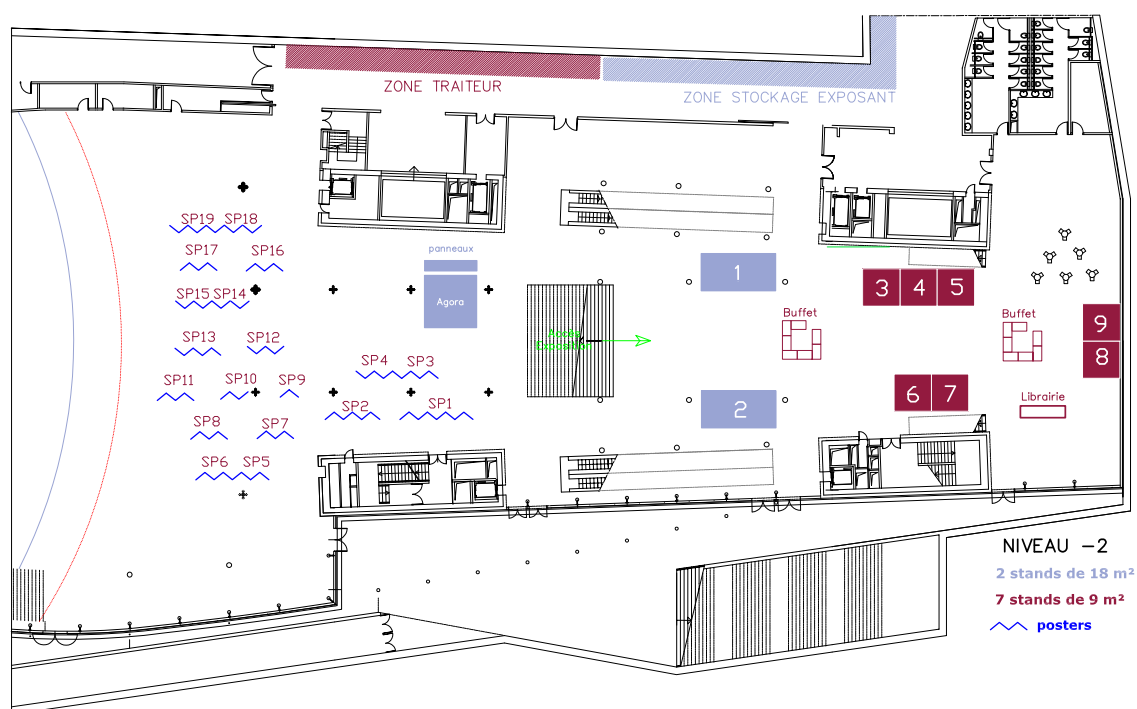 ZONE TRAITEUR
ZONE STOCKAGE EXPOSANT
SP19 SP18
SP17 SP16
SP15 SP14
SP13 SP12
SP11 SP10 SP9
SP8 SP7
SP6 SP5
SP4 SP3
SP2 SP1
panneaux
Agora
Accès
Exposition
1
2
3 4 5
6 7
Buffet
Buffet
9
8
Librairie
NIVEAU -2
2 stands de 18 m²
7 stands de 9 m²
posters